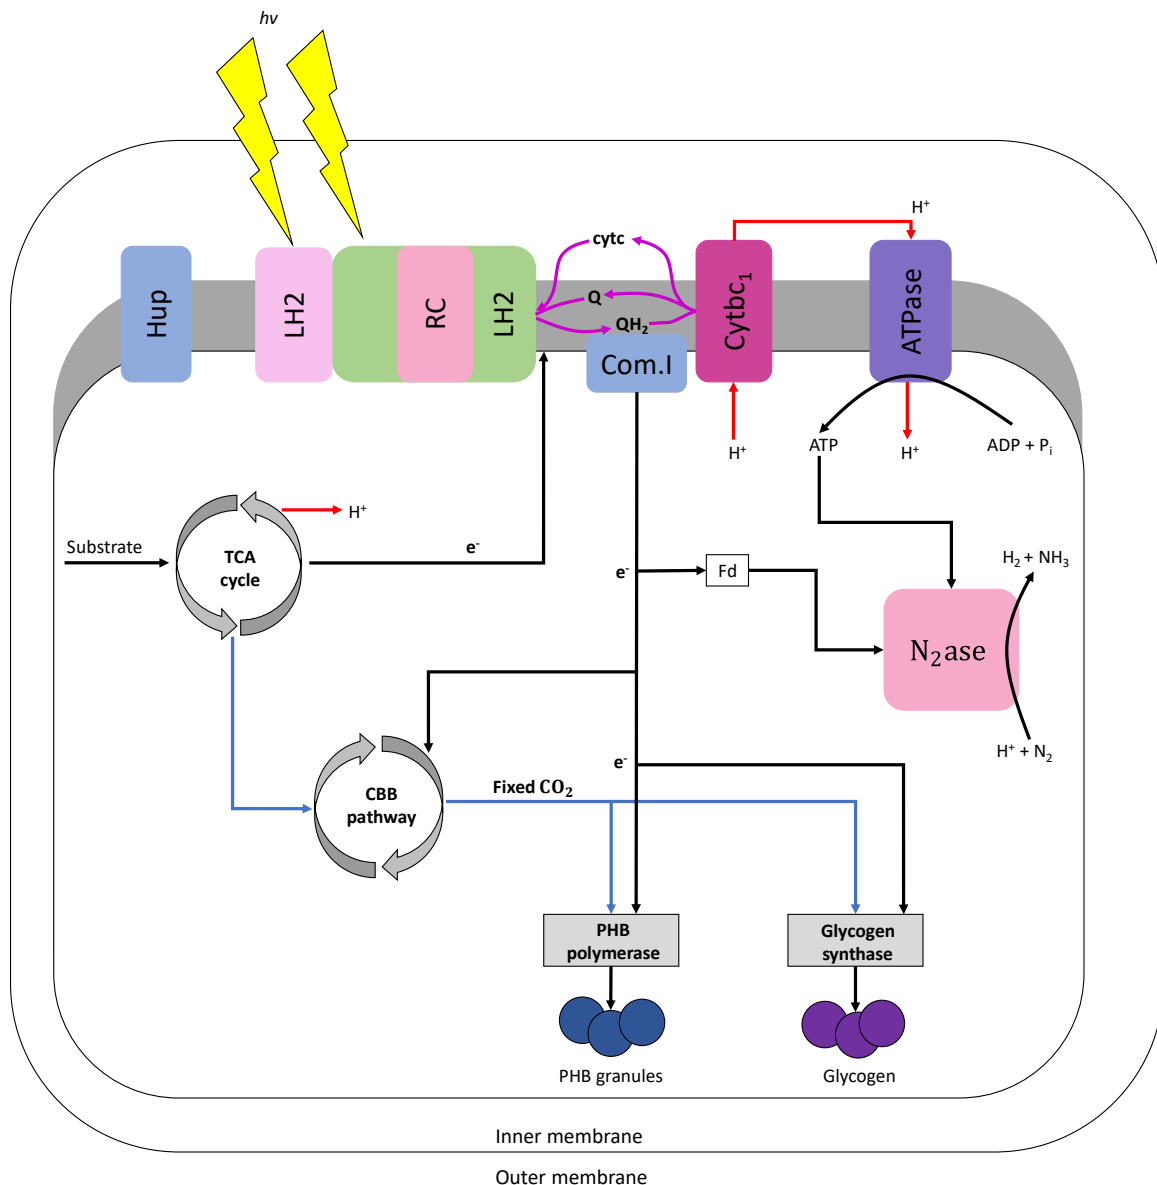 hν
H⁺
cytc
Hup
LH2
RC
LH2
Q
QH₂
Cytbc₁
ATPase
Com.I
H⁺
ATP
H⁺
ADP + Pᵢ
H⁺
Substrate
TCA
cycle
e⁻
e⁻
Fd
H₂ + NH₃
N₂ase
H⁺ + N₂
e⁻
Fixed CO₂
CBB
pathway
PHB
polymerase
Glycogen
synthase
PHB granules
Glycogen
Inner membrane
Outer membrane